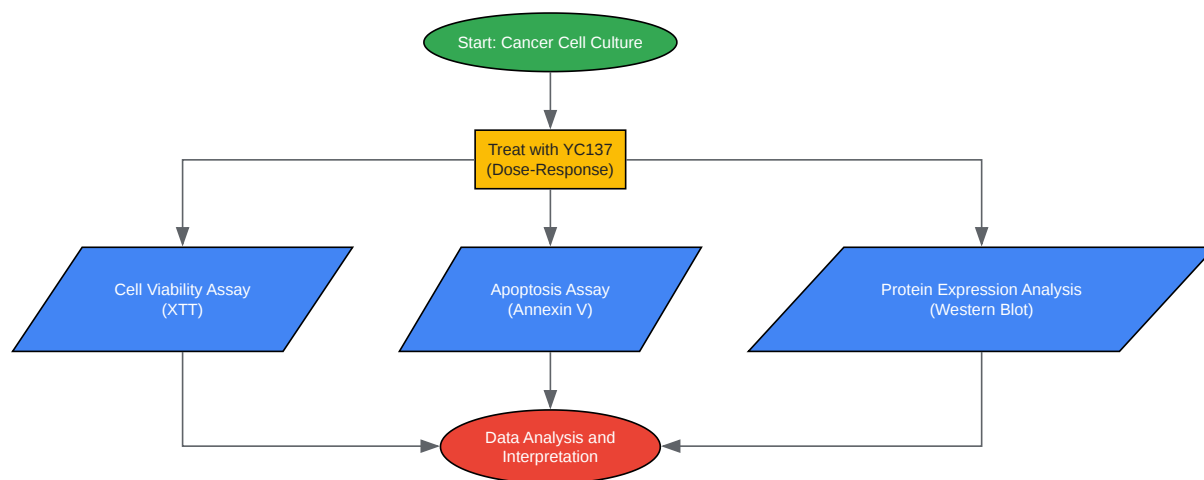 Start: Cancer Cell Culture
Treat with YC137
(Dose-Response)
Cell Viability Assay
(XTT)
Apoptosis Assay
(Annexin V)
Protein Expression Analysis
(Western Blot)
Data Analysis and
Interpretation